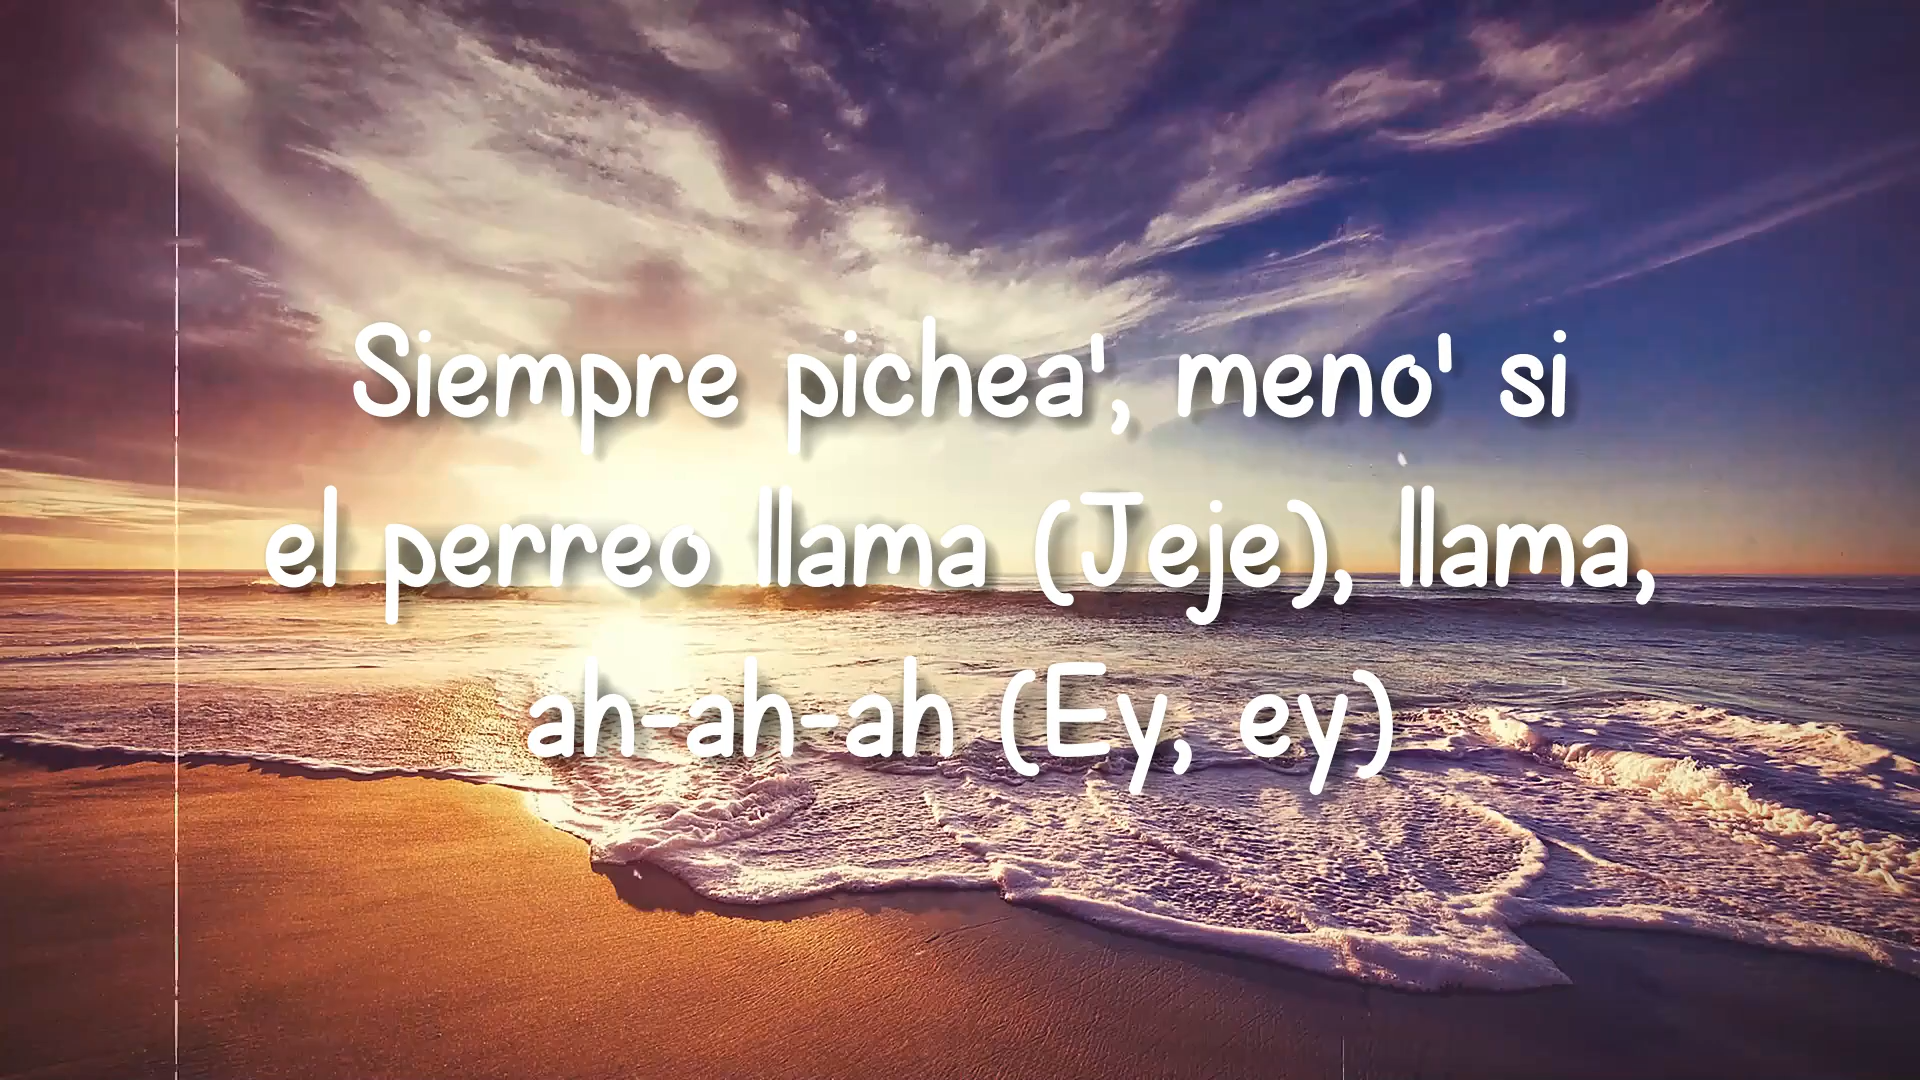 Siempre pichea', meno' si
el perreo llama (Jeje), llama,
ah-ah-ah (Ey, ey)